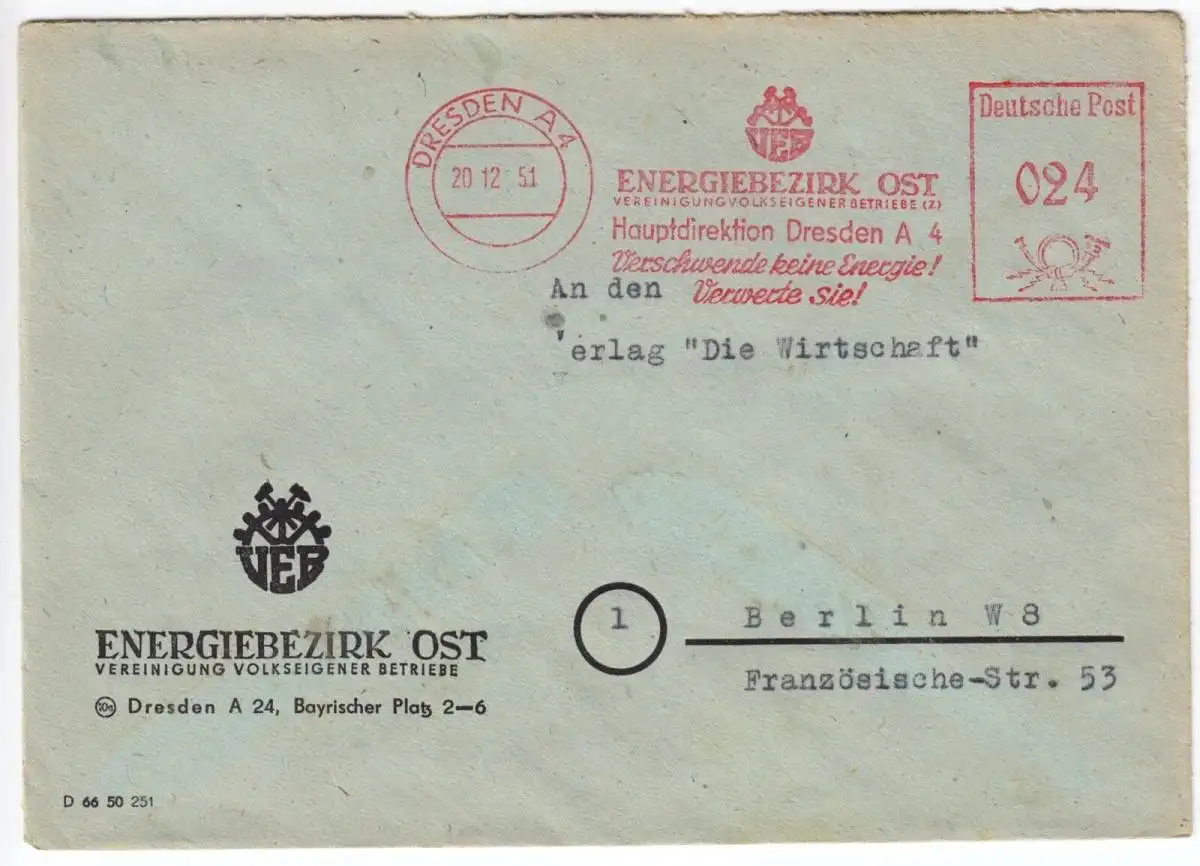 DRESDEN A 4
20 12 51
VEB
ENERGIEBEZIRK OST
VEREINIGUNG VOLKSEIGENER BETRIEBE (Z)
Hauptdirektion Dresden A 4
Verschwende keine Energie!
Verwerte sie!
Deutsche Post
024
An den
Verlag "Die Wirtschaft"
VEB
ENERGIEBEZIRK OST
VEREINIGUNG VOLKSEIGENER BETRIEBE
10a Dresden A 24, Bayrischer Platz 2—6
1
Berlin W 8
Französische-Str. 53
D 66 50 251